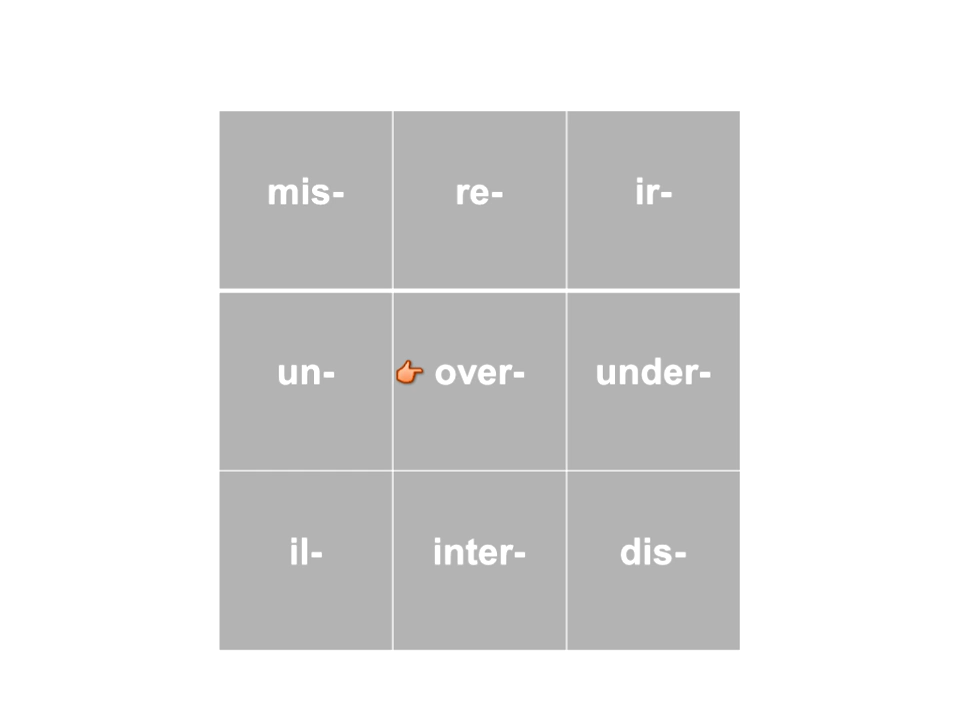 mis- re- ir-
un- over- under-
il- inter- dis-